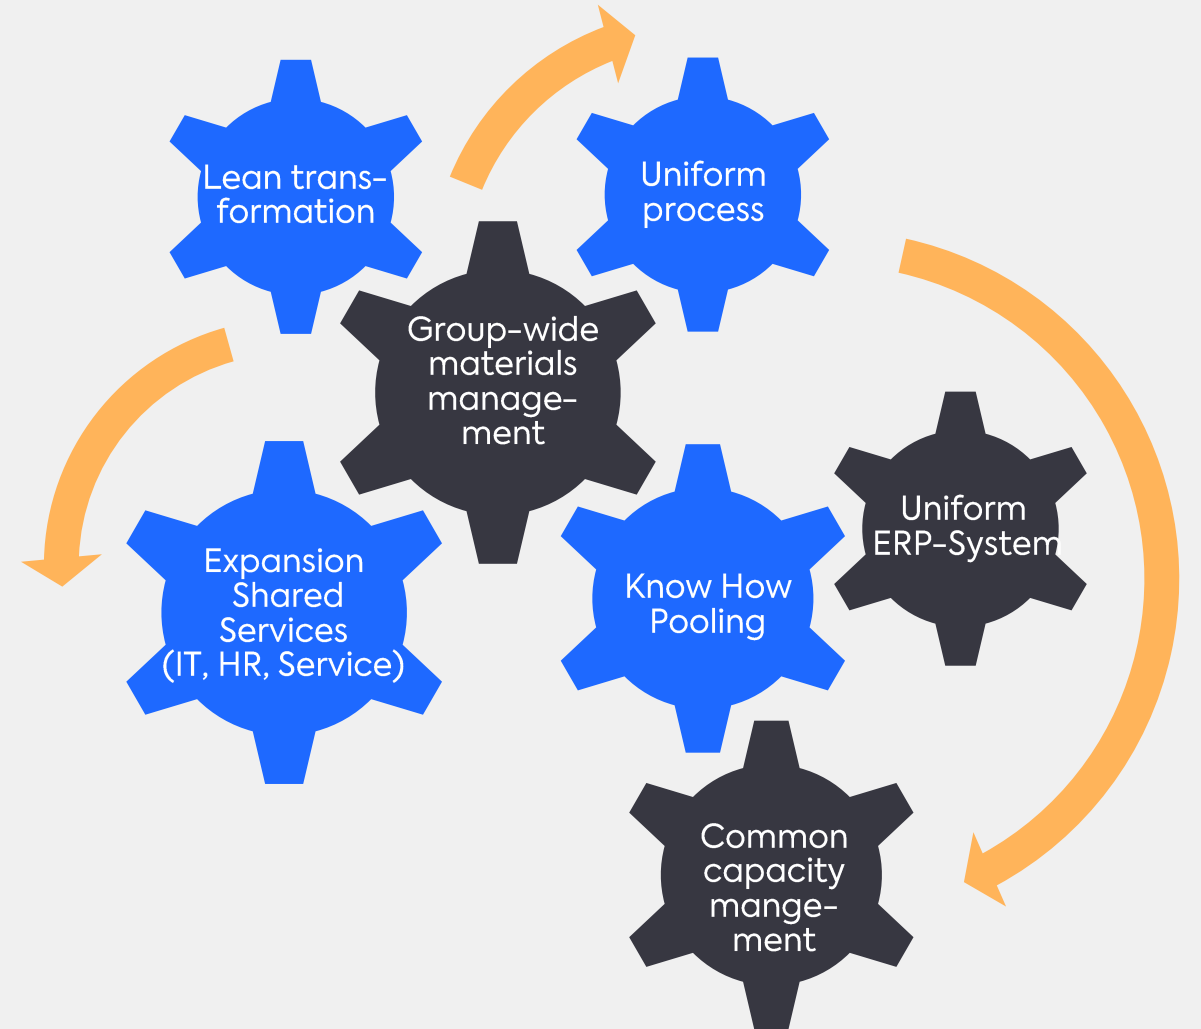 Lean trans-
formation
Uniform
process
Group-wide
materials
manage-
ment
Uniform
ERP-System
Expansion
Shared
Services
(IT, HR, Service)
Know How
Pooling
Common
capacity
mange-
ment